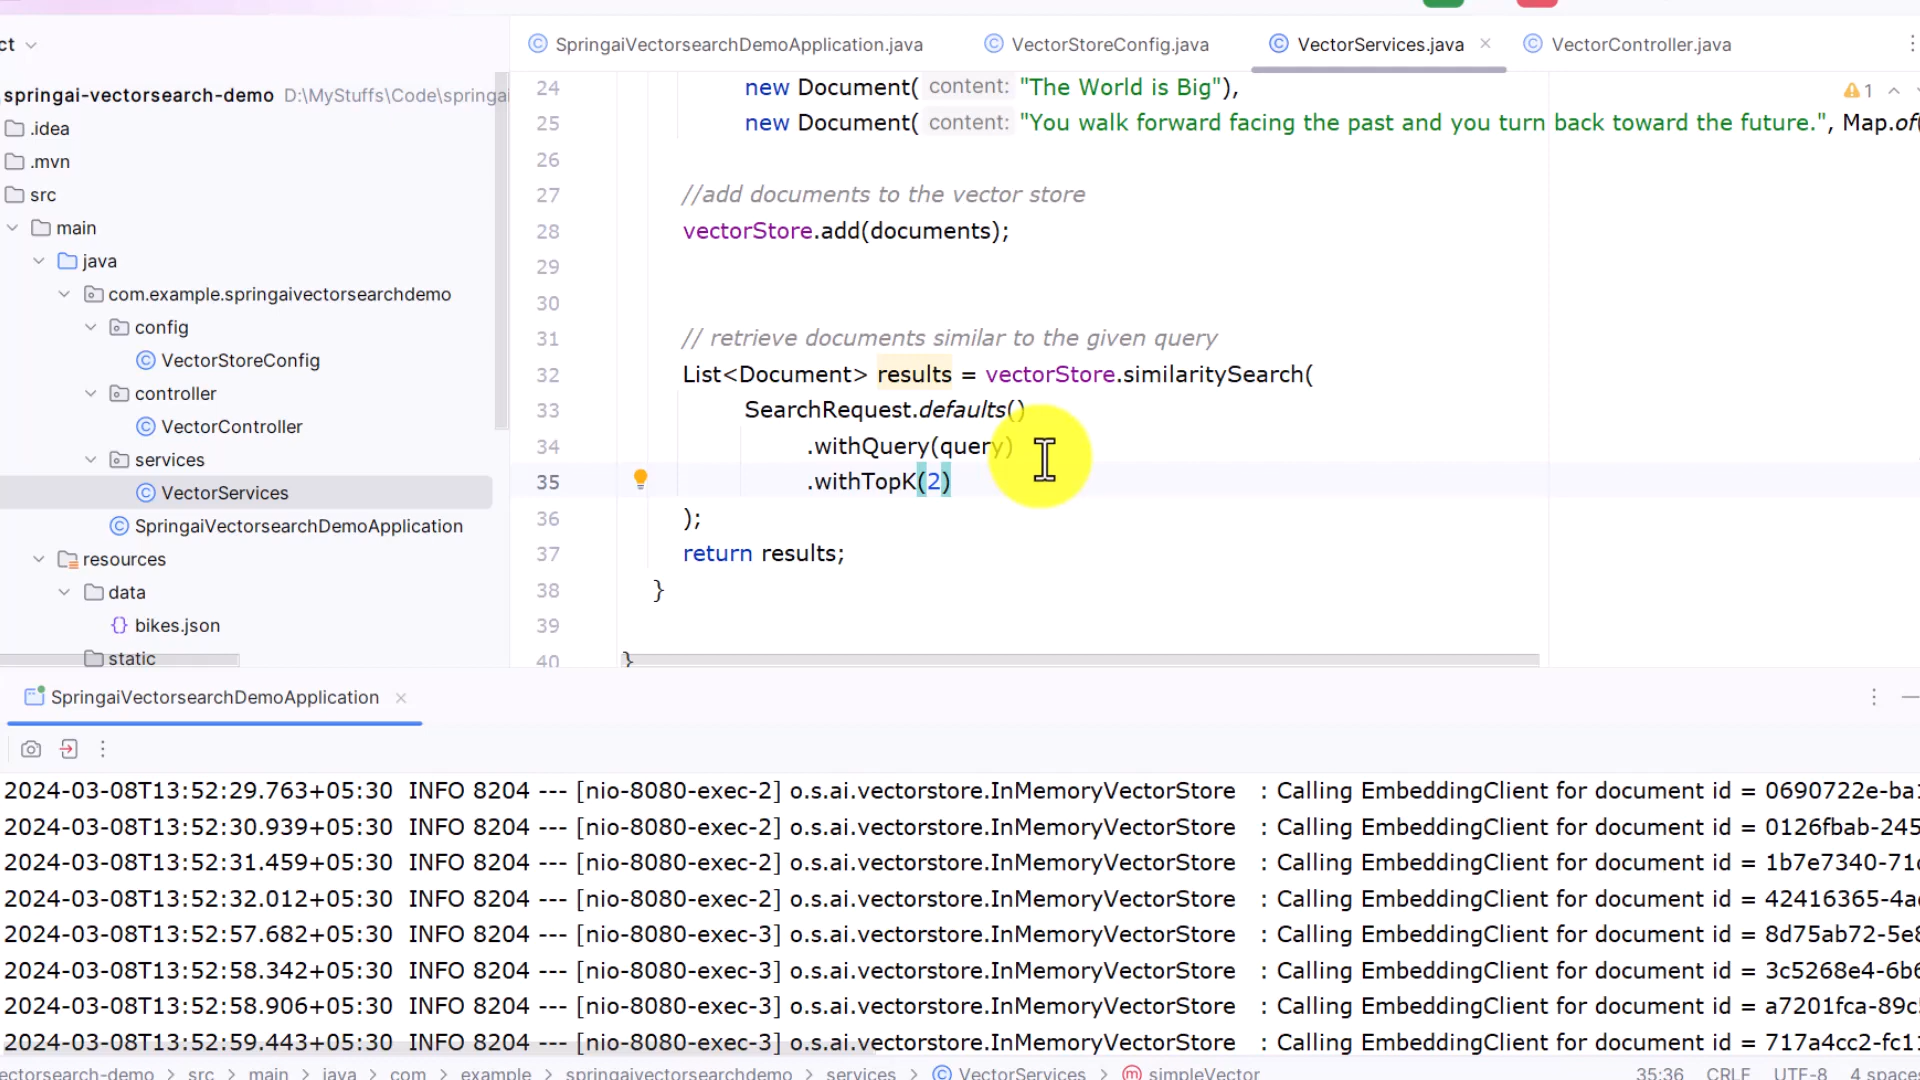 ct
SpringaiVectorsearchDemoApplication.java
VectorStoreConfig.java
VectorServices.java
VectorController.java
springai-vectorsearch-demo D:\MyStuffs\Code\springai
.idea
.mvn
src
main
java
com.example.springaivectorsearchdemo
config
VectorStoreConfig
controller
VectorController
services
VectorServices
SpringaiVectorsearchDemoApplication
resources
data
{} bikes.json
static
1
24 new Document( content: "The World is Big"),
25 new Document( content: "You walk forward facing the past and you turn back toward the future.", Map.of(
26
27 //add documents to the vector store
28 vectorStore.add(documents);
29
30
31 // retrieve documents similar to the given query
32 List<Document> results = vectorStore.similaritySearch(
33 SearchRequest.defaults()
34 .withQuery(query)
35 .withTopK(2)
36 );
37 return results;
38 }
39
40 }
SpringaiVectorsearchDemoApplication
2024-03-08T13:52:29.763+05:30 INFO 8204 --- [nio-8080-exec-2] o.s.ai.vectorstore.InMemoryVectorStore : Calling EmbeddingClient for document id = 0690722e-ba
2024-03-08T13:52:30.939+05:30 INFO 8204 --- [nio-8080-exec-2] o.s.ai.vectorstore.InMemoryVectorStore : Calling EmbeddingClient for document id = 0126fbab-245
2024-03-08T13:52:31.459+05:30 INFO 8204 --- [nio-8080-exec-2] o.s.ai.vectorstore.InMemoryVectorStore : Calling EmbeddingClient for document id = 1b7e7340-71
2024-03-08T13:52:32.012+05:30 INFO 8204 --- [nio-8080-exec-2] o.s.ai.vectorstore.InMemoryVectorStore : Calling EmbeddingClient for document id = 42416365-4a
2024-03-08T13:52:57.682+05:30 INFO 8204 --- [nio-8080-exec-3] o.s.ai.vectorstore.InMemoryVectorStore : Calling EmbeddingClient for document id = 8d75ab72-5e
2024-03-08T13:52:58.342+05:30 INFO 8204 --- [nio-8080-exec-3] o.s.ai.vectorstore.InMemoryVectorStore : Calling EmbeddingClient for document id = 3c5268e4-6b
2024-03-08T13:52:58.906+05:30 INFO 8204 --- [nio-8080-exec-3] o.s.ai.vectorstore.InMemoryVectorStore : Calling EmbeddingClient for document id = a7201fca-89c
2024-03-08T13:52:59.443+05:30 INFO 8204 --- [nio-8080-exec-3] o.s.ai.vectorstore.InMemoryVectorStore : Calling EmbeddingClient for document id = 717a4cc2-fc1
ectorsearch-demo > src > main > java > com > example > springaivectorsearchdemo > services > VectorServices > simpleVector 35:36 CRLF UTF-8 4 spaces